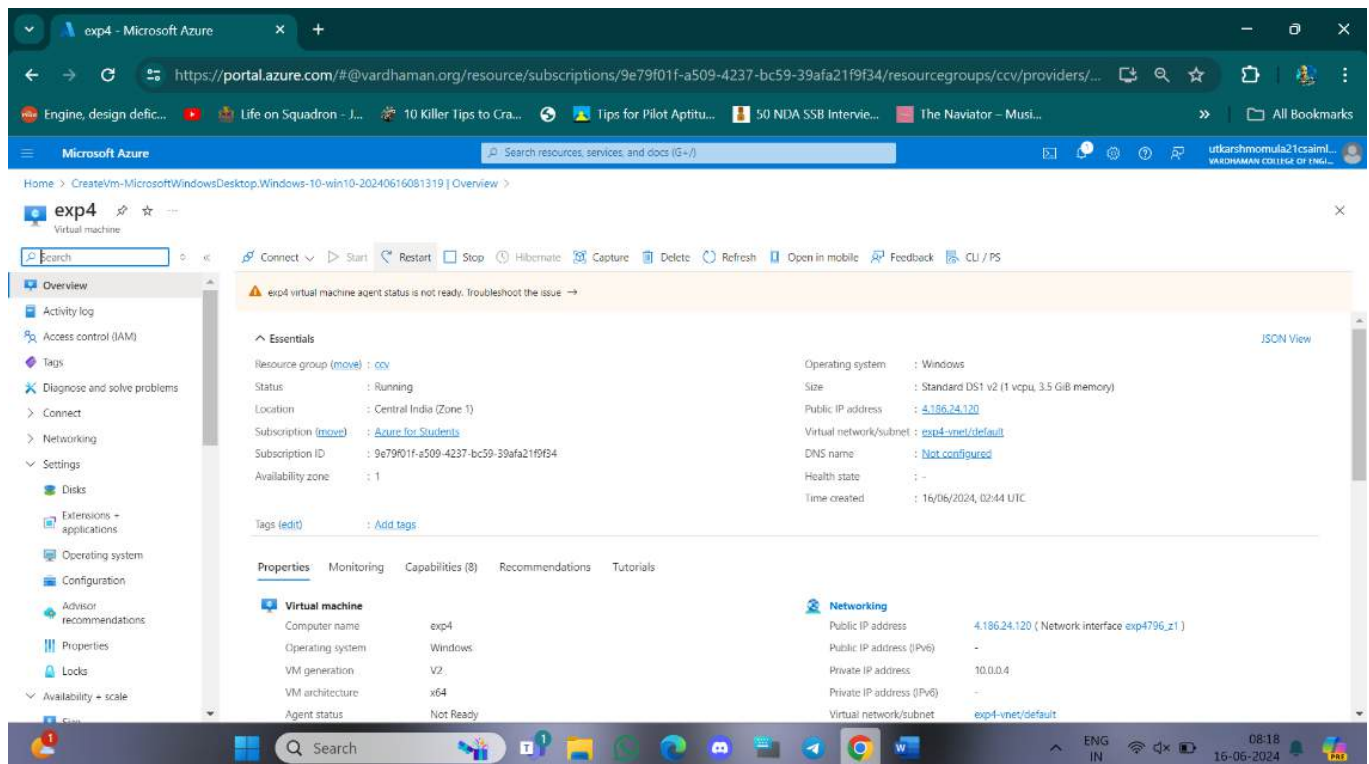 exp4 - Microsoft Azure
https://portal.azure.com/#@vardhaman.org/resource/subscriptions/9e79f01f-a509-4237-bc59-39afa21f9f34/resourcegroups/ccv/providers/...
Engine, design defic... Life on Squadron - J... 10 Killer Tips to Cra... Tips for Pilot Aptitu... 50 NDA SSB Intervie... The Naviator – Musi... » All Bookmarks
Microsoft Azure Search resources, services, and docs (G+/) utkarshmomula21csaiml...
VARDHAMAN COLLEGE OF ENGI...
Home > CreateVm-MicrosoftWindowsDesktop.Windows-10-win10-20240616081319 | Overview >
exp4
Virtual machine
Search
Connect Start Restart Stop Hibernate Capture Delete Refresh Open in mobile Feedback CLI / PS
Overview
Activity log
Access control (IAM)
Tags
Diagnose and solve problems
Connect
Networking
Settings
Disks
Extensions +
applications
Operating system
Configuration
Advisor
recommendations
Properties
Locks
Availability + scale
exp4 virtual machine agent status is not ready. Troubleshoot the issue →
Essentials JSON View
Resource group (move) : ccv
Status : Running
Location : Central India (Zone 1)
Subscription (move) : Azure for Students
Subscription ID : 9e79f01f-a509-4237-bc59-39afa21f9f34
Availability zone : 1
Operating system : Windows
Size : Standard DS1 v2 (1 vcpu, 3.5 GiB memory)
Public IP address : 4.186.24.120
Virtual network/subnet : exp4-vnet/default
DNS name : Not configured
Health state : -
Time created : 16/06/2024, 02:44 UTC
Tags (edit) : Add tags
Properties Monitoring Capabilities (8) Recommendations Tutorials
Virtual machine
Computer name exp4
Operating system Windows
VM generation V2
VM architecture x64
Agent status Not Ready
Networking
Public IP address 4.186.24.120 ( Network interface exp4796_z1 )
Public IP address (IPv6) -
Private IP address 10.0.0.4
Private IP address (IPv6) -
Virtual network/subnet exp4-vnet/default
Search
ENG
IN
08:18
16-06-2024